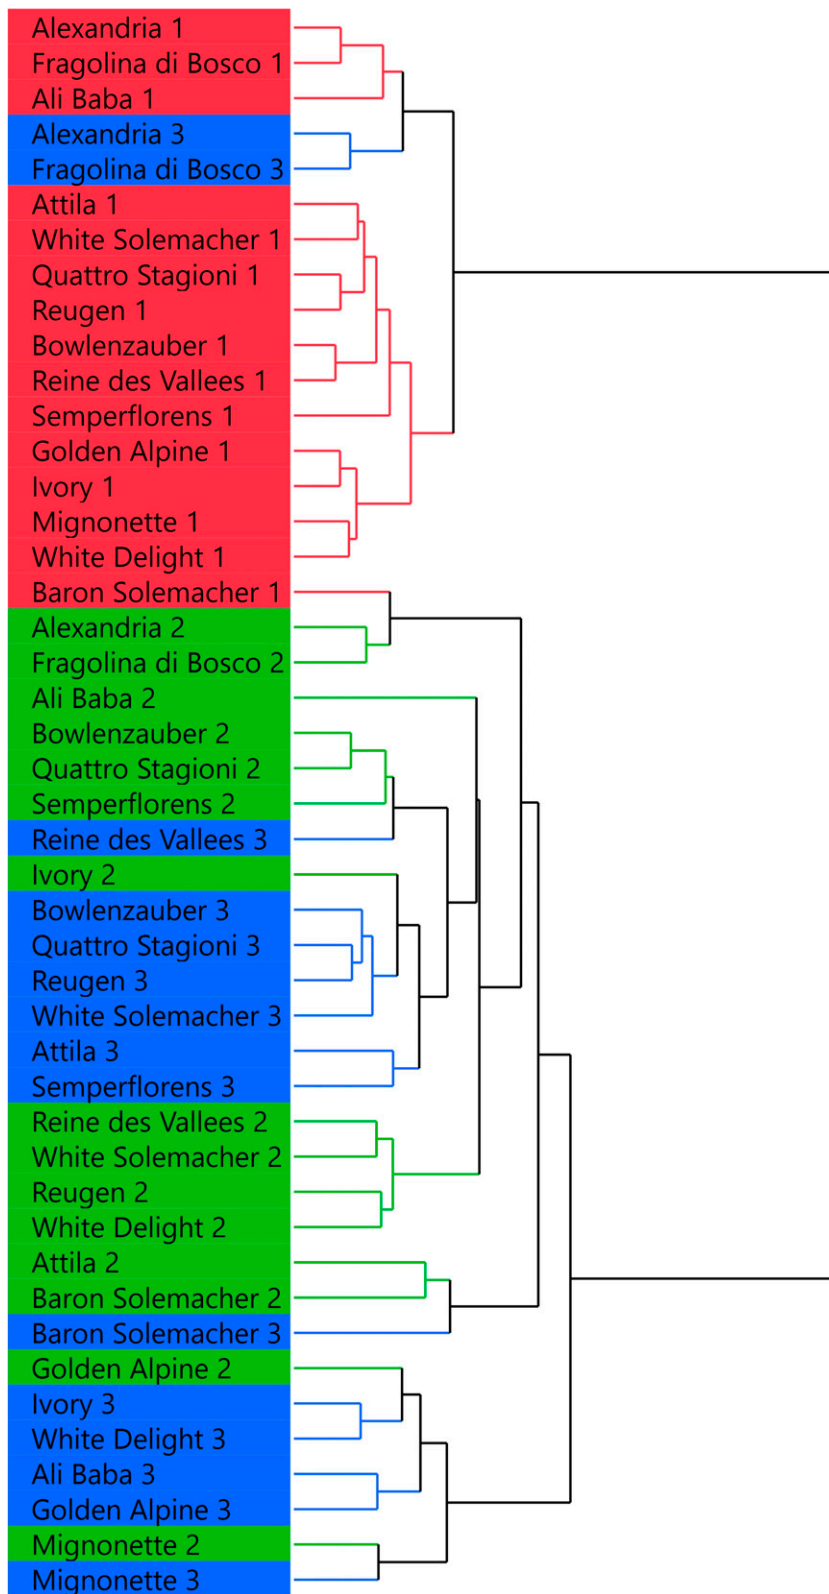 Alexandria 1
Fragolina di Bosco 1
Ali Baba 1
Alexandria 3
Fragolina di Bosco 3
Attila 1
White Solemacher 1
Quattro Stagioni 1
Reugen 1
Bowlenzauber 1
Reine des Vallees 1
Semperflorens 1
Golden Alpine 1
Ivory 1
Mignonette 1
White Delight 1
Baron Solemacher 1
Alexandria 2
Fragolina di Bosco 2
Ali Baba 2
Bowlenzauber 2
Quattro Stagioni 2
Semperflorens 2
Reine des Vallees 3
Ivory 2
Bowlenzauber 3
Quattro Stagioni 3
Reugen 3
White Solemacher 3
Attila 3
Semperflorens 3
Reine des Vallees 2
White Solemacher 2
Reugen 2
White Delight 2
Attila 2
Baron Solemacher 2
Baron Solemacher 3
Golden Alpine 2
Ivory 3
White Delight 3
Ali Baba 3
Golden Alpine 3
Mignonette 2
Mignonette 3